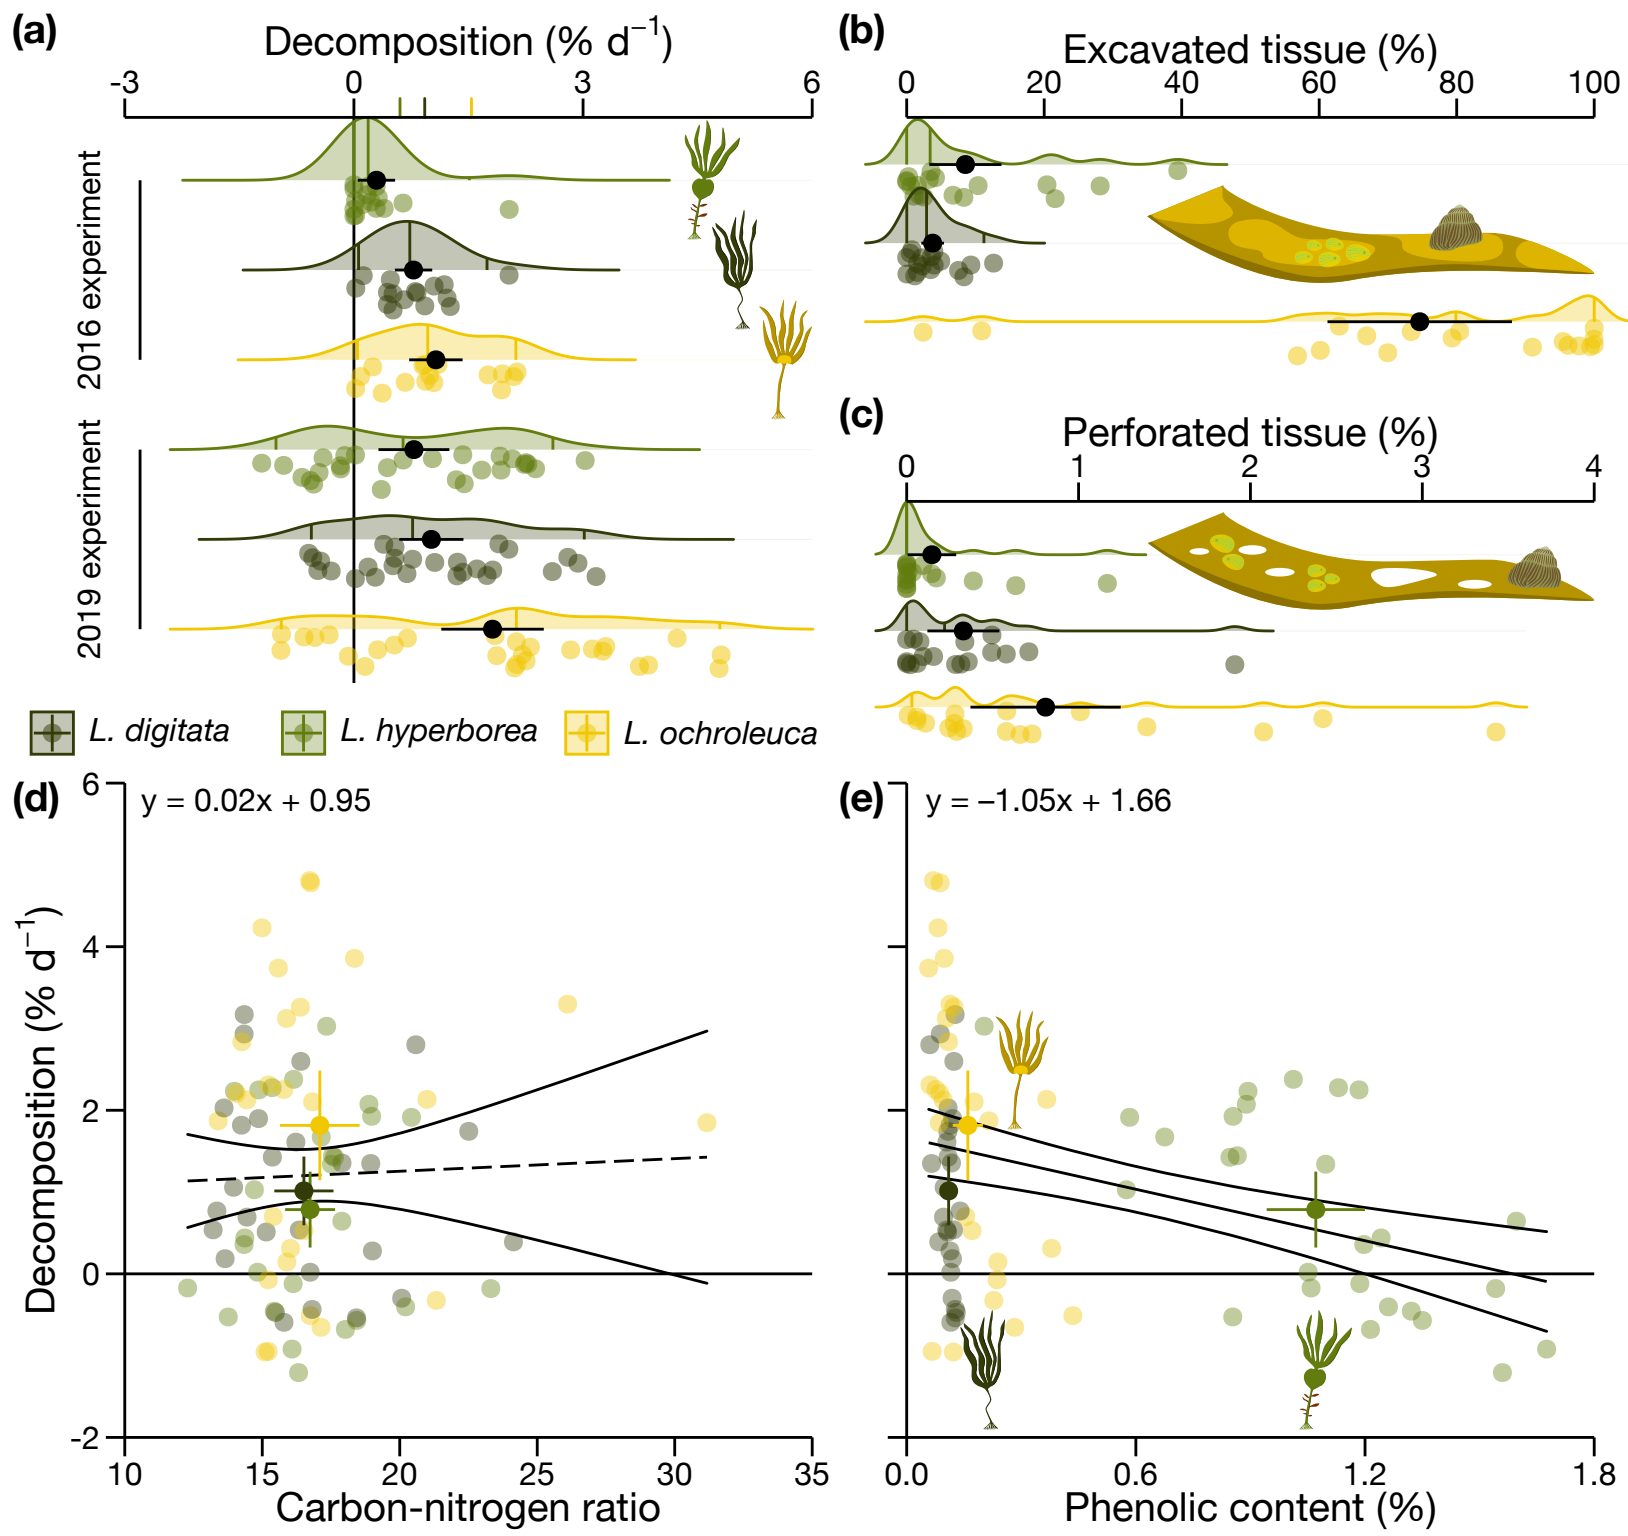 (a)
Decomposition (% d⁻¹)
-3 0 3 6
2016 experiment
2019 experiment
(b)
Excavated tissue (%)
0 20 40 60 80 100
(c)
Perforated tissue (%)
0 1 2 3 4
L. digitata
L. hyperborea
L. ochroleuca
(d)
y = 0.02x + 0.95
Decomposition (% d⁻¹)
6
4
2
0
-2
10 15 20 25 30 35
Carbon-nitrogen ratio
(e)
y = –1.05x + 1.66
0.0 0.6 1.2 1.8
Phenolic content (%)